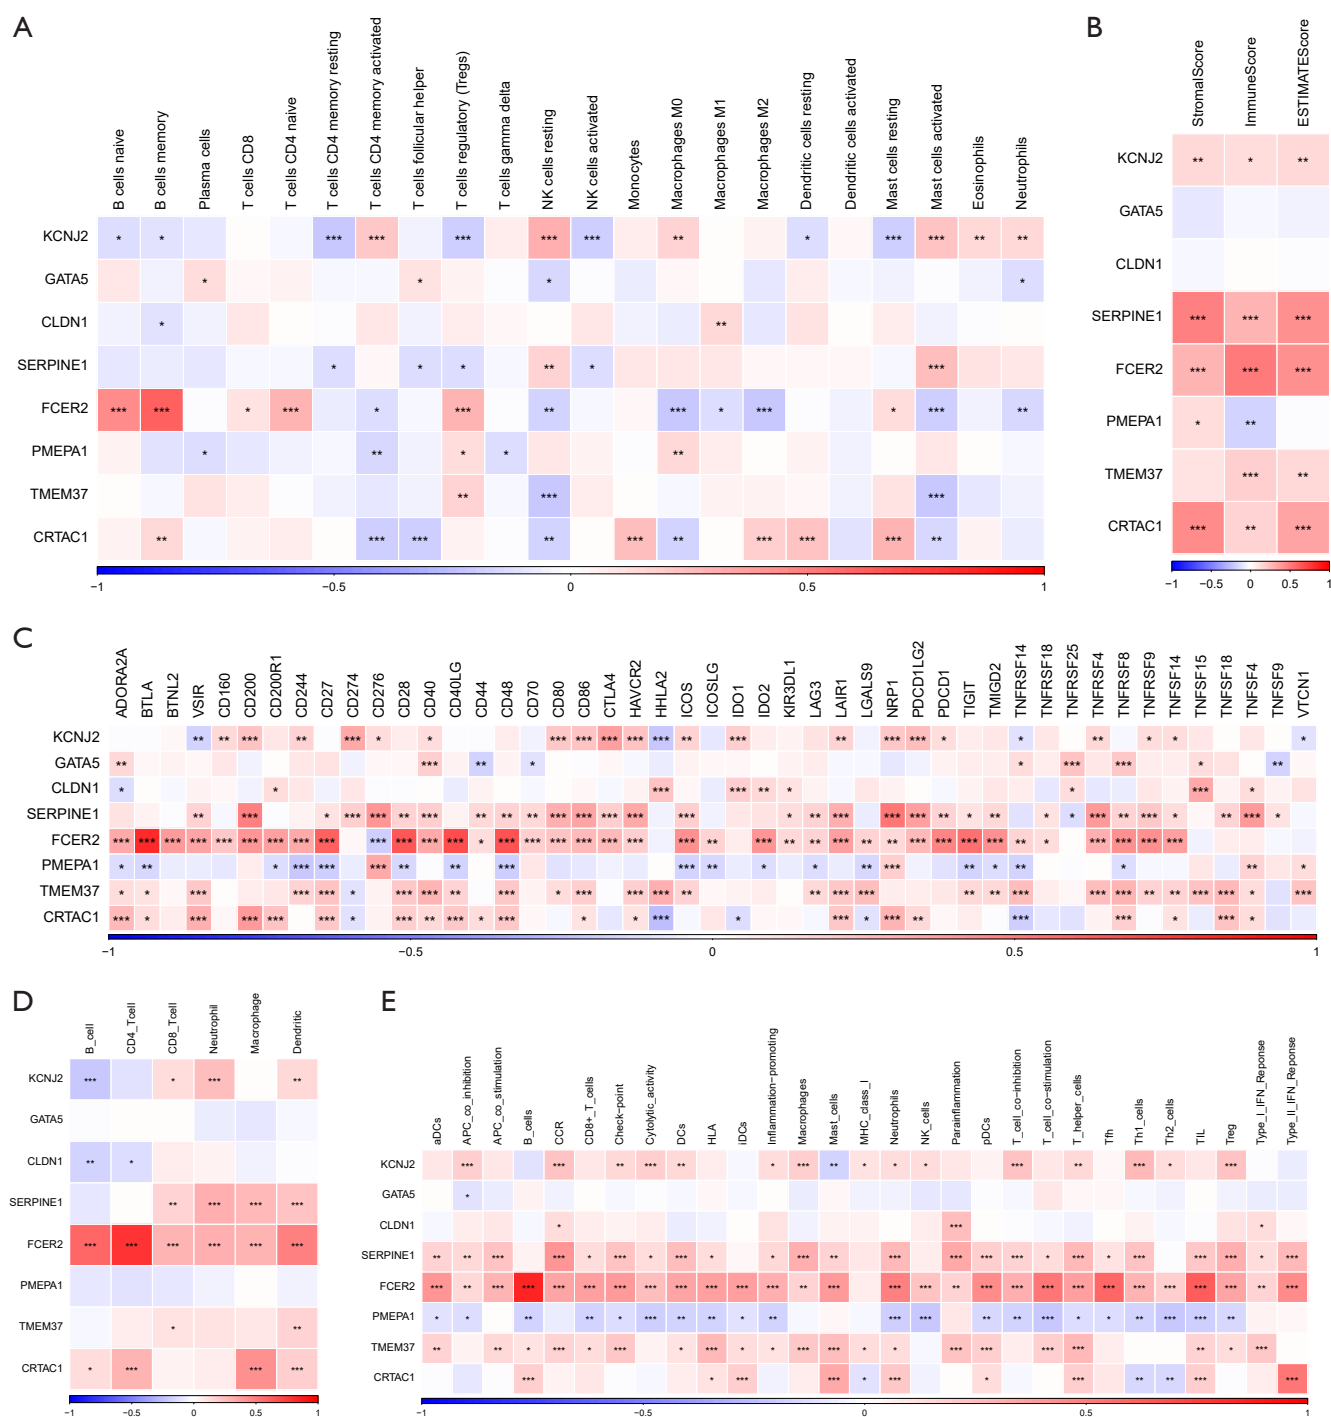 A
B cells naive
B cells memory
Plasma cells
T cells CD8
T cells CD4 naive
T cells CD4 memory resting
T cells CD4 memory activated
T cells follicular helper
T cells regulatory (Tregs)
T cells gamma delta
NK cells resting
NK cells activated
Monocytes
Macrophages M0
Macrophages M1
Macrophages M2
Dendritic cells resting
Dendritic cells activated
Mast cells resting
Mast cells activated
Eosinophils
Neutrophils
KCNJ2
GATA5
CLDN1
SERPINE1
FCER2
PMEPA1
TMEM37
CRTAC1
−1 −0.5 0 0.5 1
B
StromalScore
ImmuneScore
ESTIMATEScore
KCNJ2
GATA5
CLDN1
SERPINE1
FCER2
PMEPA1
TMEM37
CRTAC1
−1 −0.5 0 0.5 1
C
ADORA2A
BTLA
BTNL2
VSIR
CD160
CD200
CD200R1
CD244
CD27
CD274
CD276
CD28
CD40
CD40LG
CD44
CD48
CD70
CD80
CD86
CTLA4
HAVCR2
HHLA2
ICOS
ICOSLG
IDO1
IDO2
KIR3DL1
LAG3
LAIR1
LGALS9
NRP1
PDCD1LG2
PDCD1
TIGIT
TMIGD2
TNFRSF14
TNFRSF18
TNFRSF25
TNFRSF4
TNFRSF8
TNFRSF9
TNFSF14
TNFSF15
TNFSF18
TNFSF4
TNFSF9
VTCN1
KCNJ2
GATA5
CLDN1
SERPINE1
FCER2
PMEPA1
TMEM37
CRTAC1
−1 −0.5 0 0.5 1
D
B_cell
CD4_Tcell
CD8_Tcell
Neutrophil
Macrophage
Dendritic
KCNJ2
GATA5
CLDN1
SERPINE1
FCER2
PMEPA1
TMEM37
CRTAC1
−1 −0.5 0 0.5 1
E
aDCs
APC_co_inhibition
APC_co_stimulation
B_cells
CCR
CD8+_T_cells
Check−point
Cytolytic_activity
DCs
HLA
iDCs
Inflammation−promoting
Macrophages
Mast_cells
MHC_class_I
Neutrophils
NK_cells
Parainflammation
pDCs
T_cell_co−inhibition
T_cell_co−stimulation
T_helper_cells
Tfh
Th1_cells
Th2_cells
TIL
Treg
Type_I_IFN_Reponse
Type_II_IFN_Reponse
KCNJ2
GATA5
CLDN1
SERPINE1
FCER2
PMEPA1
TMEM37
CRTAC1
−1 −0.5 0 0.5 1